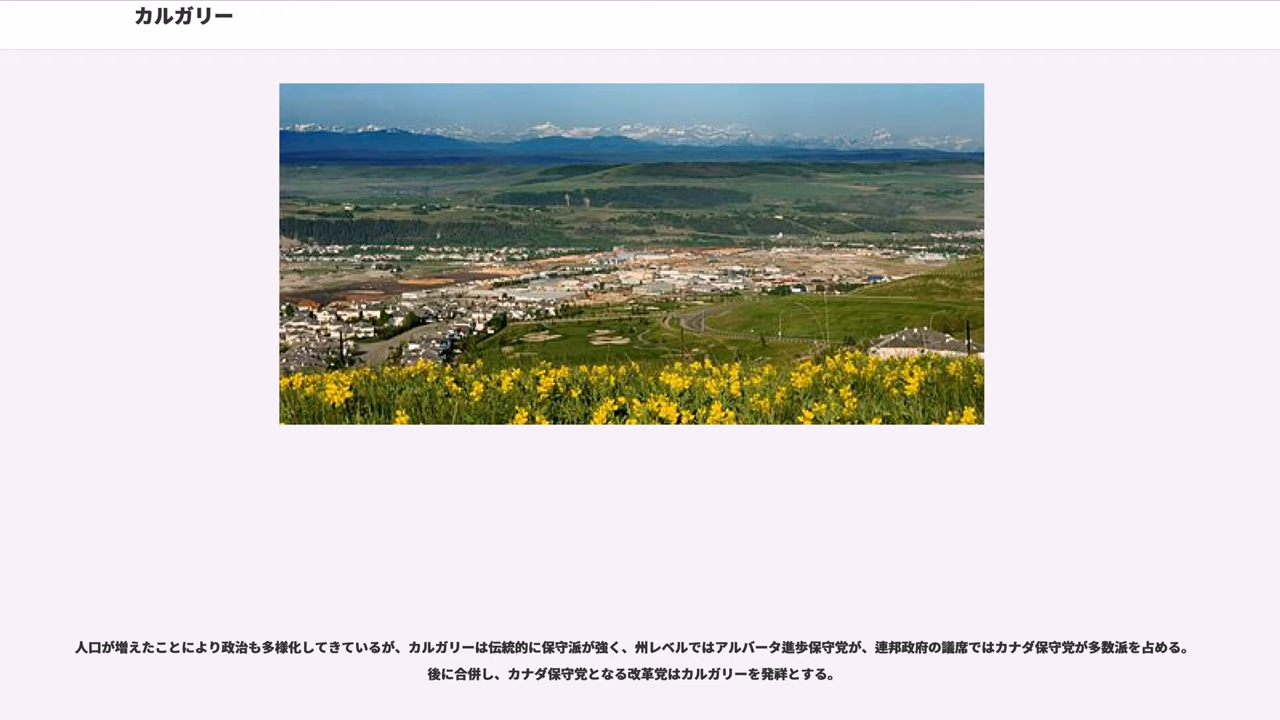 カルガリー
人口が増えたことにより政治も多様化してきているが、カルガリーは伝統的に保守派が強く、州レベルではアルバータ進歩保守党が、連邦政府の議席ではカナダ保守党が多数派を占める。
後に合併し、カナダ保守党となる改革党はカルガリーを発祥とする。